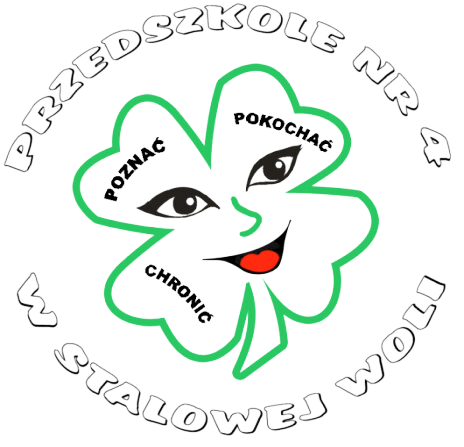 PRZEDSZKOLE NR 4
POZNAĆ
POKOCHAĆ
CHRONIĆ
W STALOWEJ WOLI